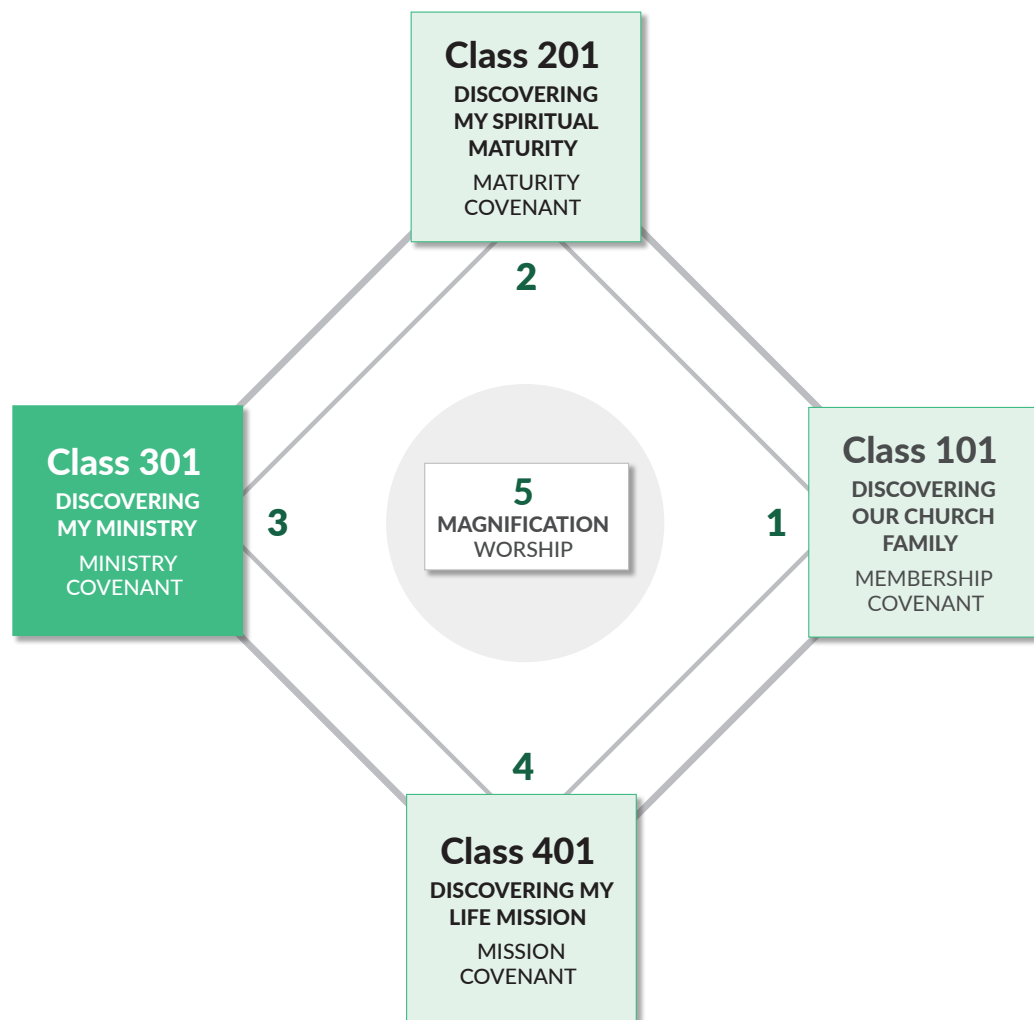 Class 201
DISCOVERING
MY SPIRITUAL
MATURITY
MATURITY
COVENANT
2
Class 301
DISCOVERING
MY MINISTRY
MINISTRY
COVENANT
3
5
MAGNIFICATION
WORSHIP
1
Class 101
DISCOVERING
OUR CHURCH
FAMILY
MEMBERSHIP
COVENANT
4
Class 401
DISCOVERING MY
LIFE MISSION
MISSION
COVENANT